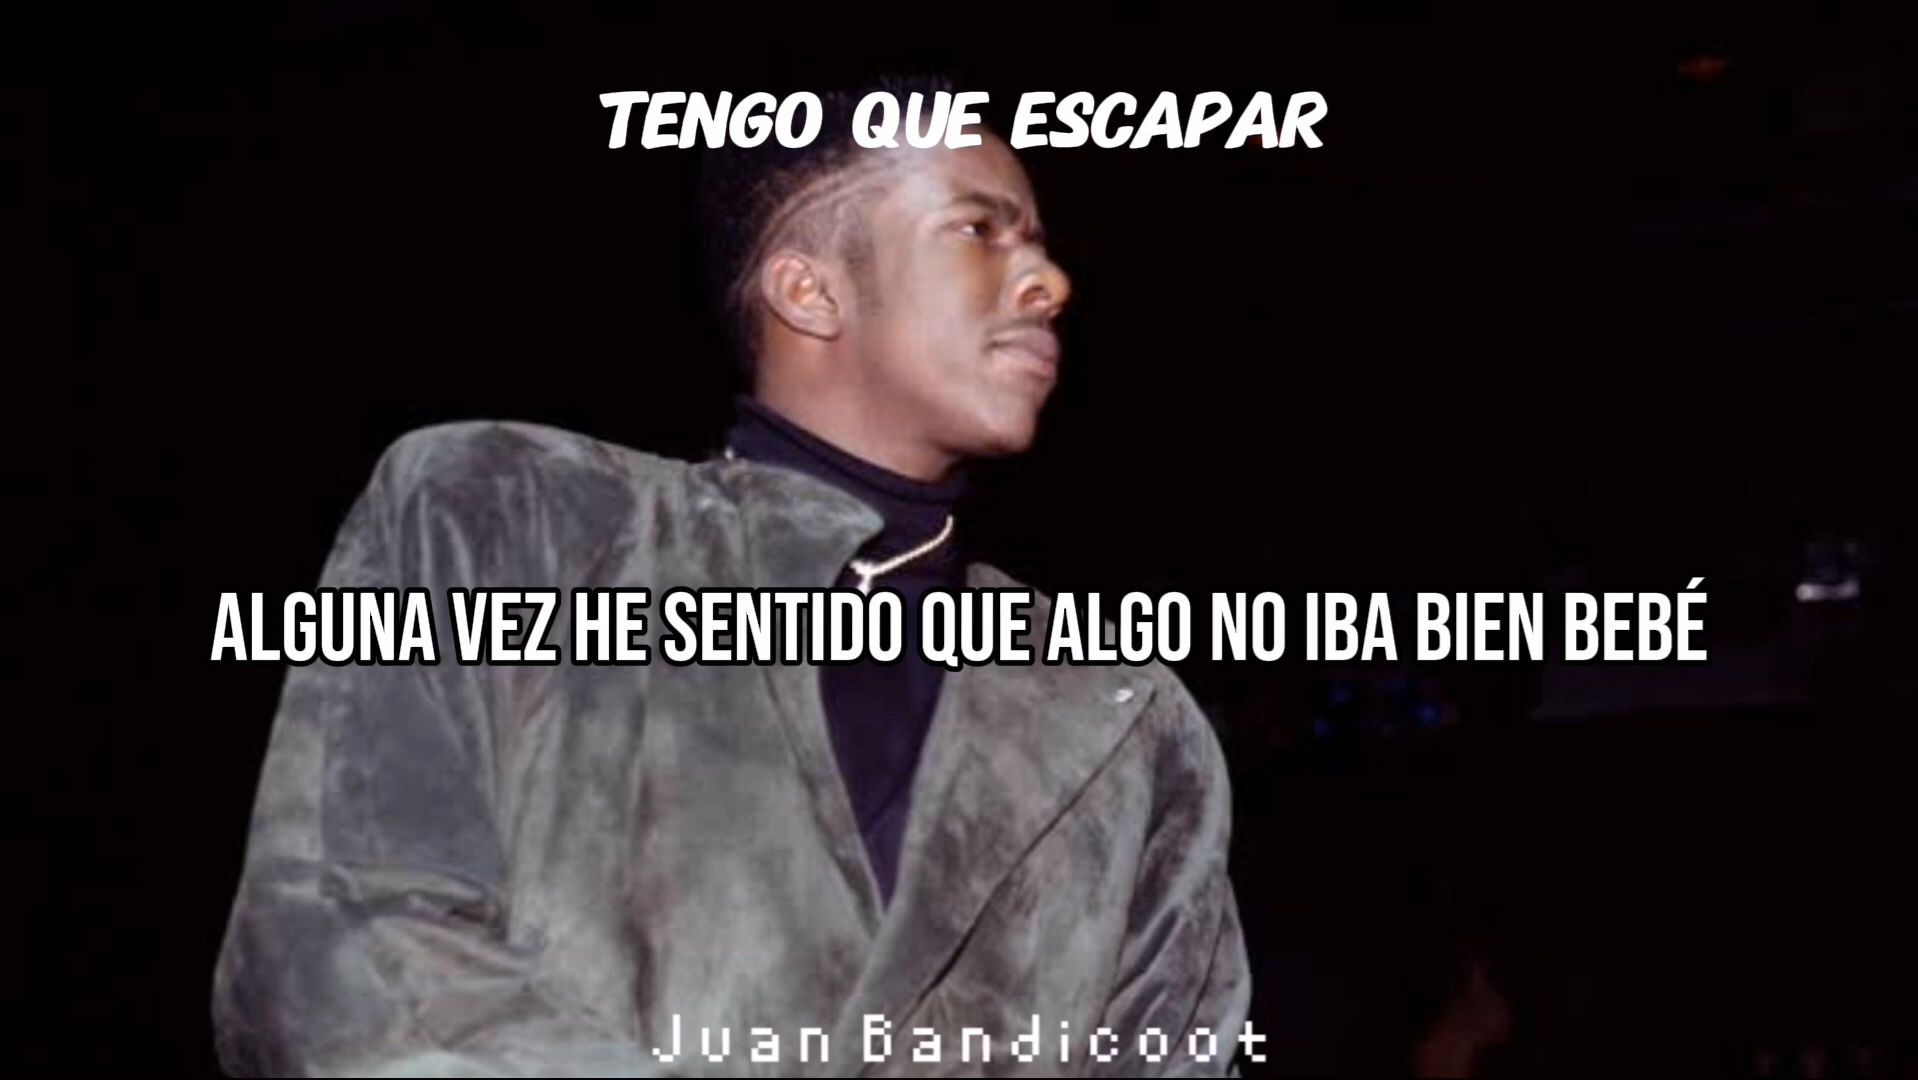 TENGO QUE ESCAPAR
ALGUNA VEZ HE SENTIDO QUE ALGO NO IBA BIEN BEBÉ
Juan Bandicoot